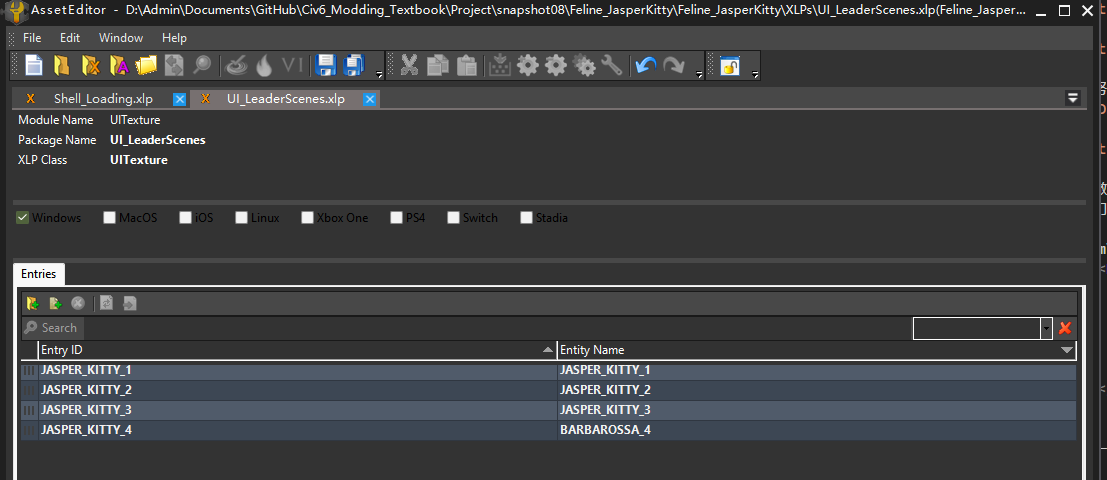 AssetEditor - D:\Admin\Documents\GitHub\Civ6_Modding_Textbook\Project\snapshot08\Feline_JasperKitty\Feline_JasperKitty\XLPs\UI_LeaderScenes.xlp(Feline_Jasper...
File Edit Window Help
VI
Shell_Loading.xlp UI_LeaderScenes.xlp
Module Name UITexture
Package Name UI_LeaderScenes
XLP Class UITexture
Windows MacOS iOS Linux Xbox One PS4 Switch Stadia
Entries
Search
Entry ID Entity Name
JASPER_KITTY_1 JASPER_KITTY_1
JASPER_KITTY_2 JASPER_KITTY_2
JASPER_KITTY_3 JASPER_KITTY_3
JASPER_KITTY_4 BARBAROSSA_4